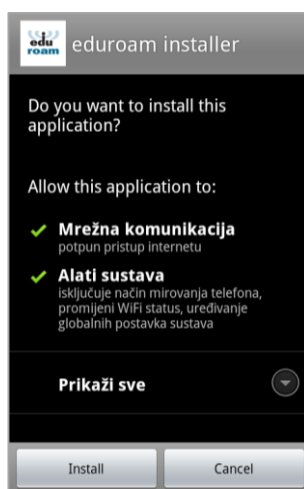 edu
roam
eduroam installer
Do you want to install this
application?
Allow this application to:
Mrežna komunikacija
potpun pristup internetu
Alati sustava
isključuje način mirovanja telefona,
promijeni WiFi status, uređivanje
globalnih postavka sustava
Prikaži sve
Install
Cancel